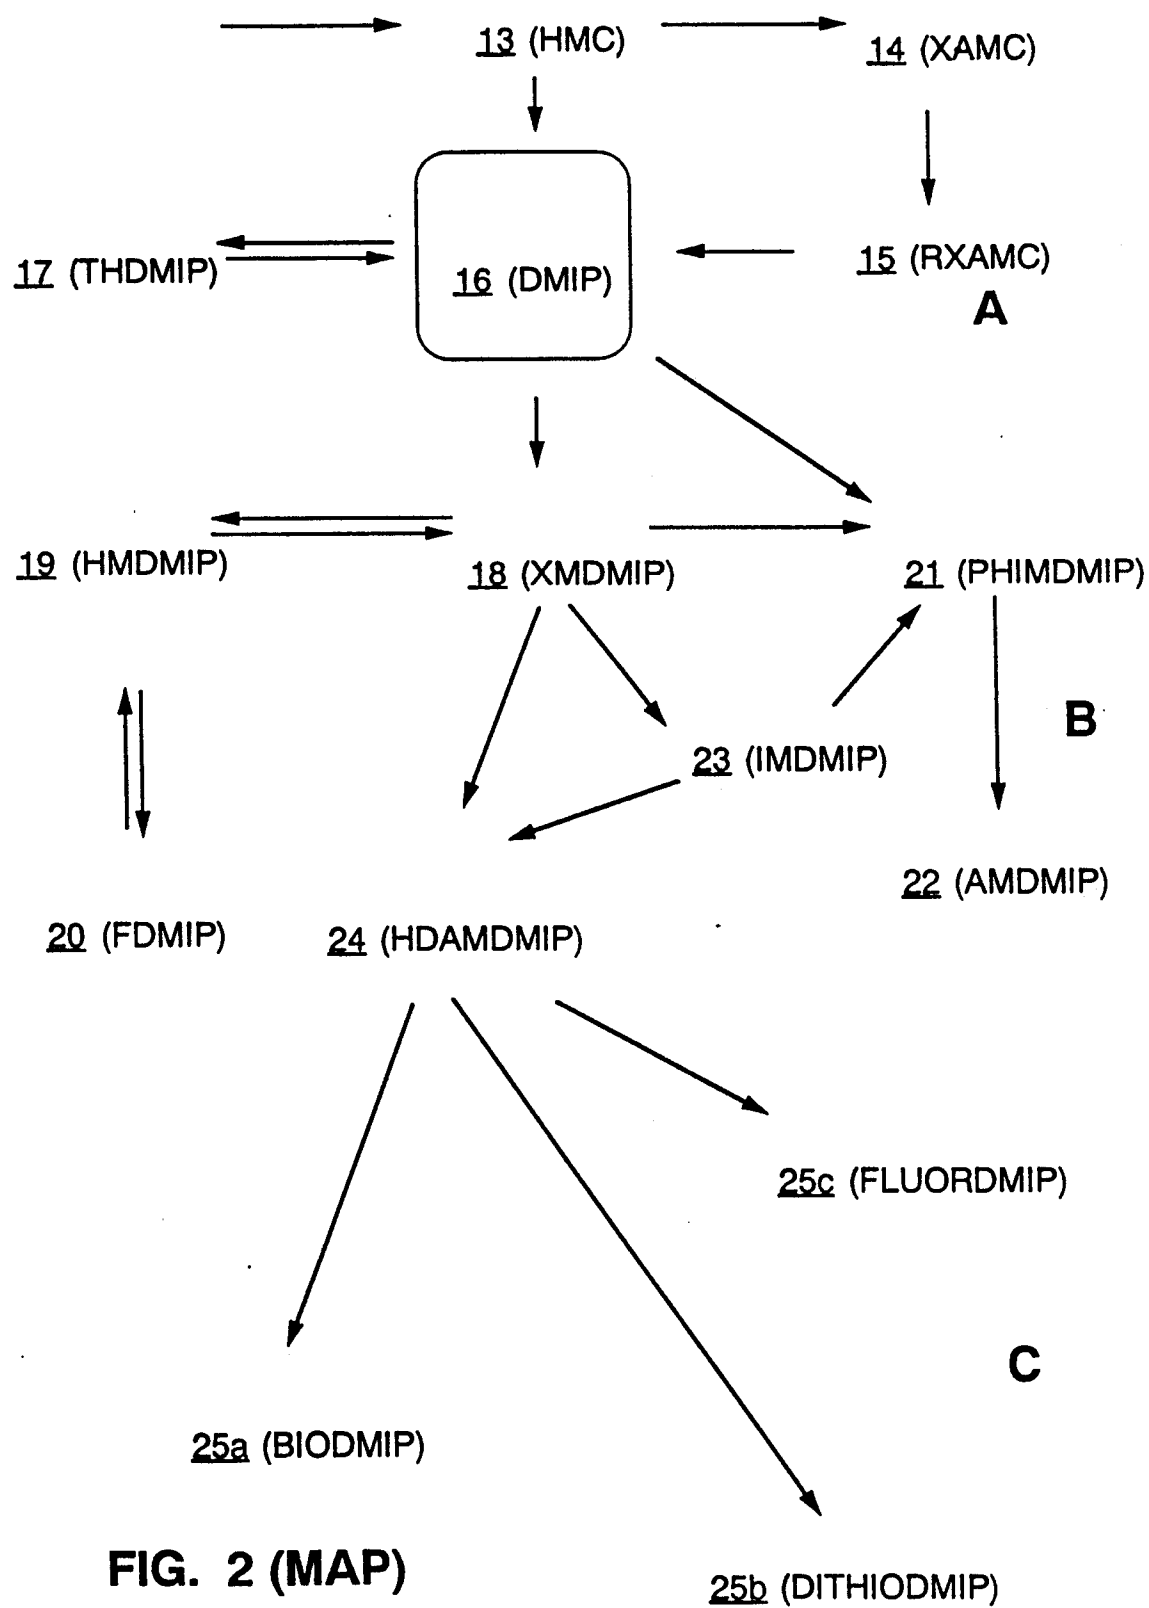 13 (HMC)
14 (XAMC)
15 (RXAMC)
17 (THDMIP)
16 (DMIP)
A
19 (HMDMIP)
18 (XMDMIP)
21 (PHIMDMIP)
B
23 (IMDMIP)
22 (AMDMIP)
20 (FDMIP)
24 (HDAMDMIP)
25c (FLUORDMIP)
C
25a (BIODMIP)
FIG. 2 (MAP)
25b (DITHIODMIP)